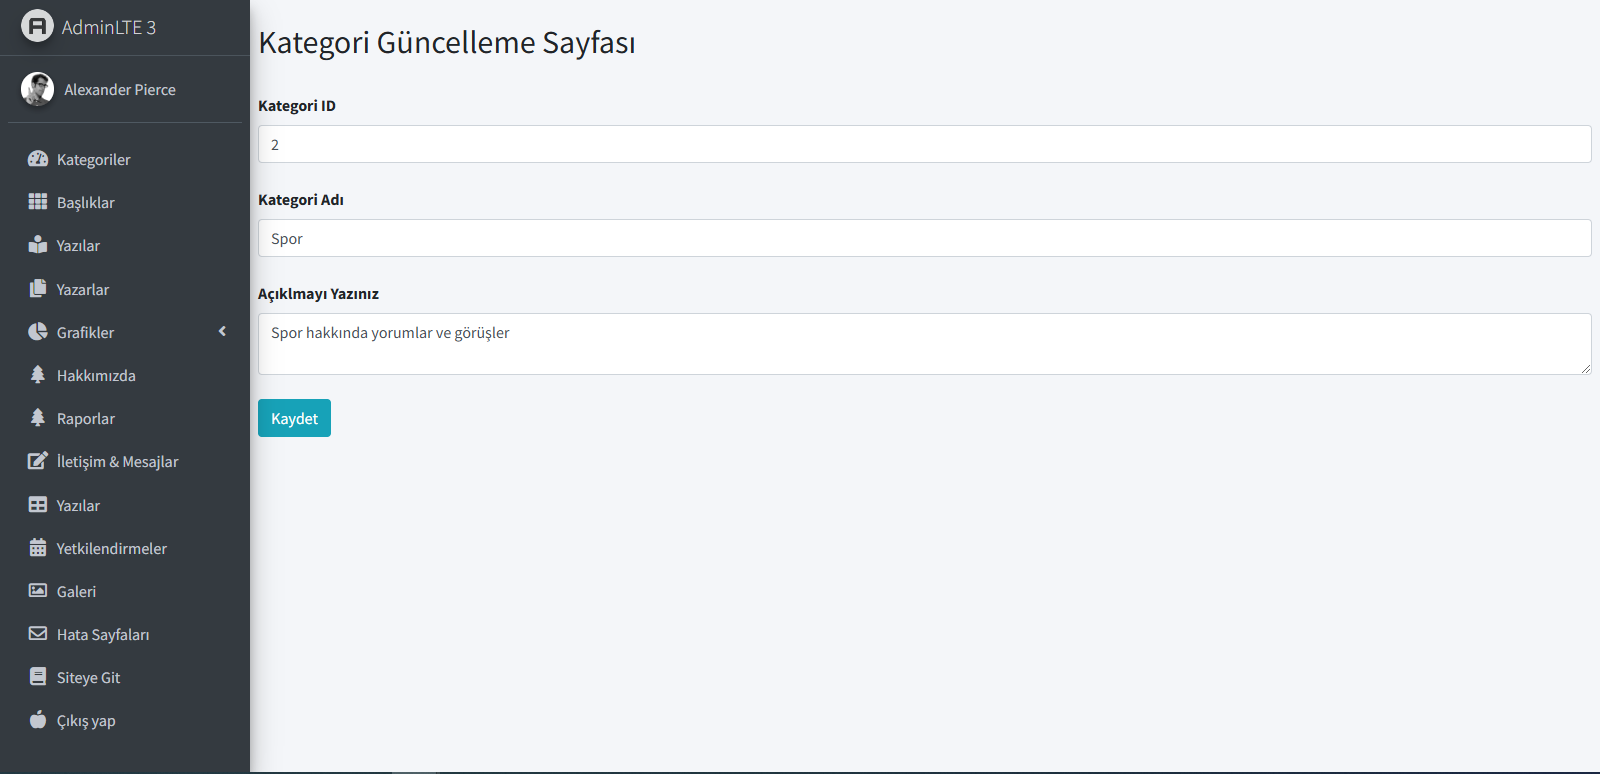 AdminLTE 3
Alexander Pierce
Kategoriler
Başlıklar
Yazılar
Yazarlar
Grafikler
Hakkımızda
Raporlar
İletişim & Mesajlar
Yazılar
Yetkilendirmeler
Galeri
Hata Sayfaları
Siteye Git
Çıkış yap
Kategori Güncelleme Sayfası
Kategori ID
2
Kategori Adı
Spor
Açıklmayı Yazınız
Spor hakkında yorumlar ve görüşler
Kaydet